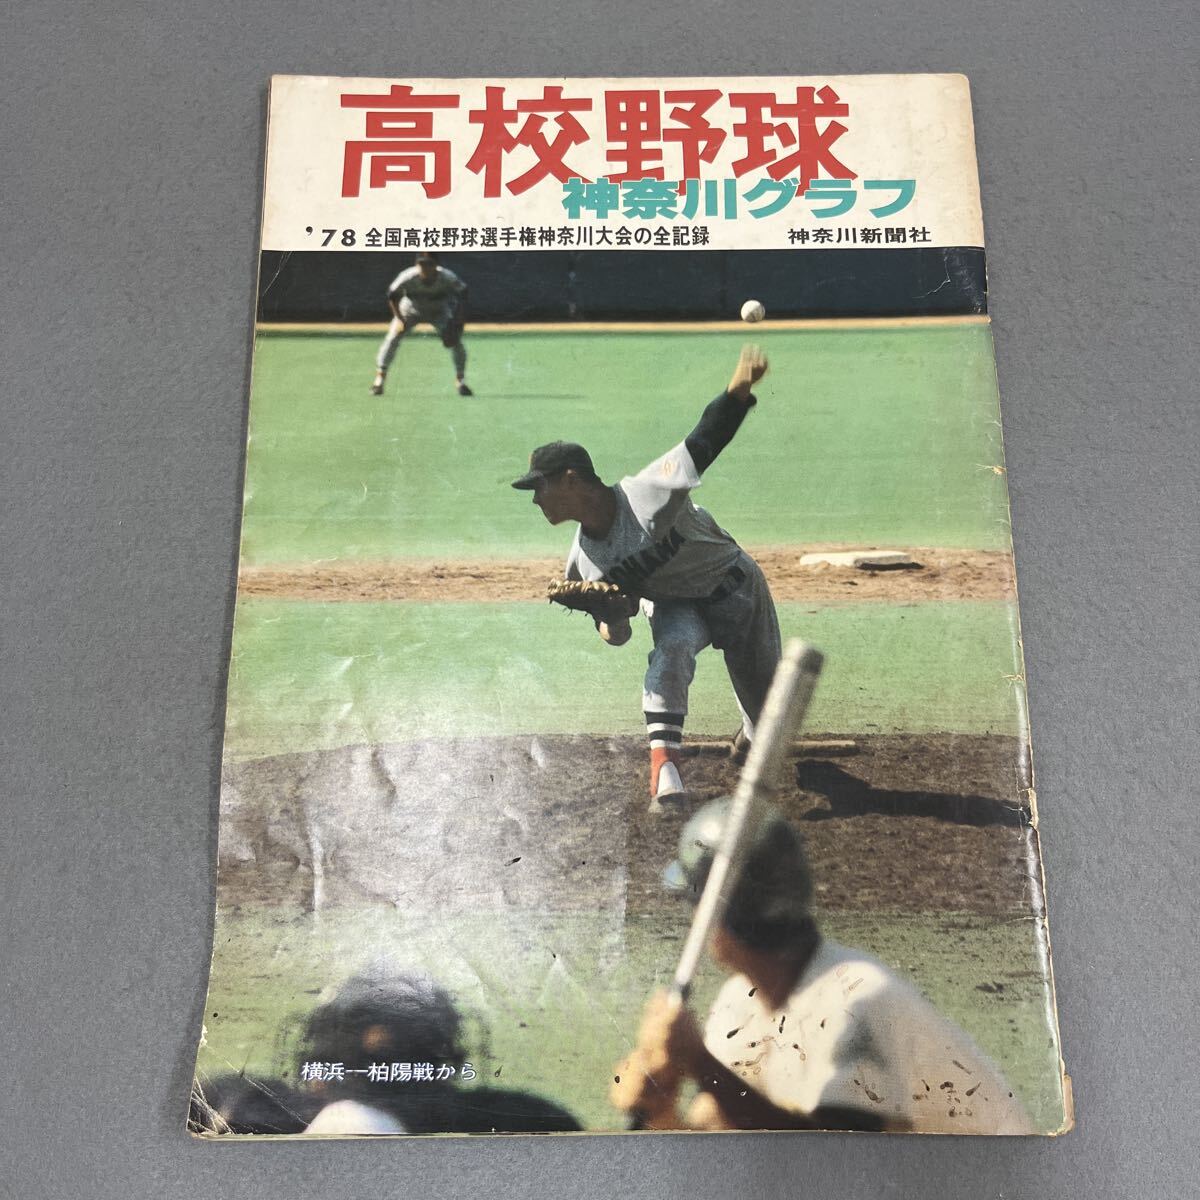 高校野球
神奈川グラフ
'78 全国高校野球選手権神奈川大会の全記録
神奈川新聞社
横浜―柏陽戦から